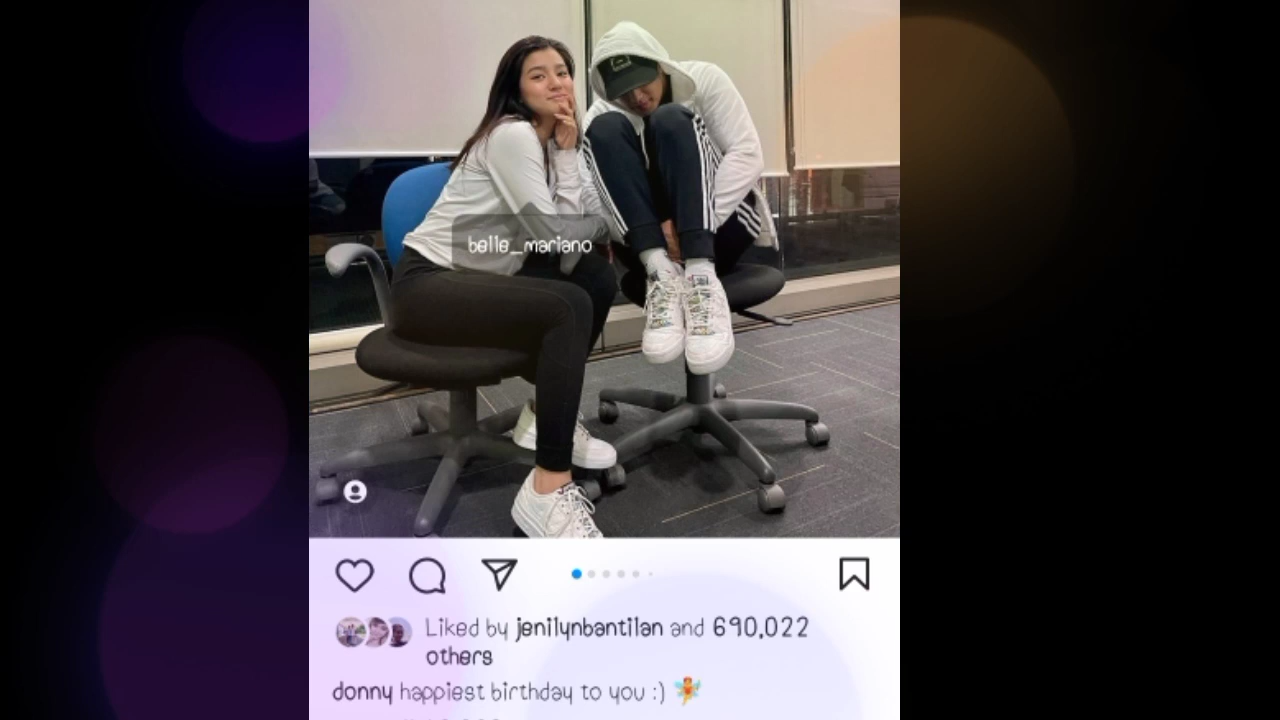 belle_mariano
Liked by jenilynbantilan and 690,022
others
donny happiest birthday to you :) 🧚